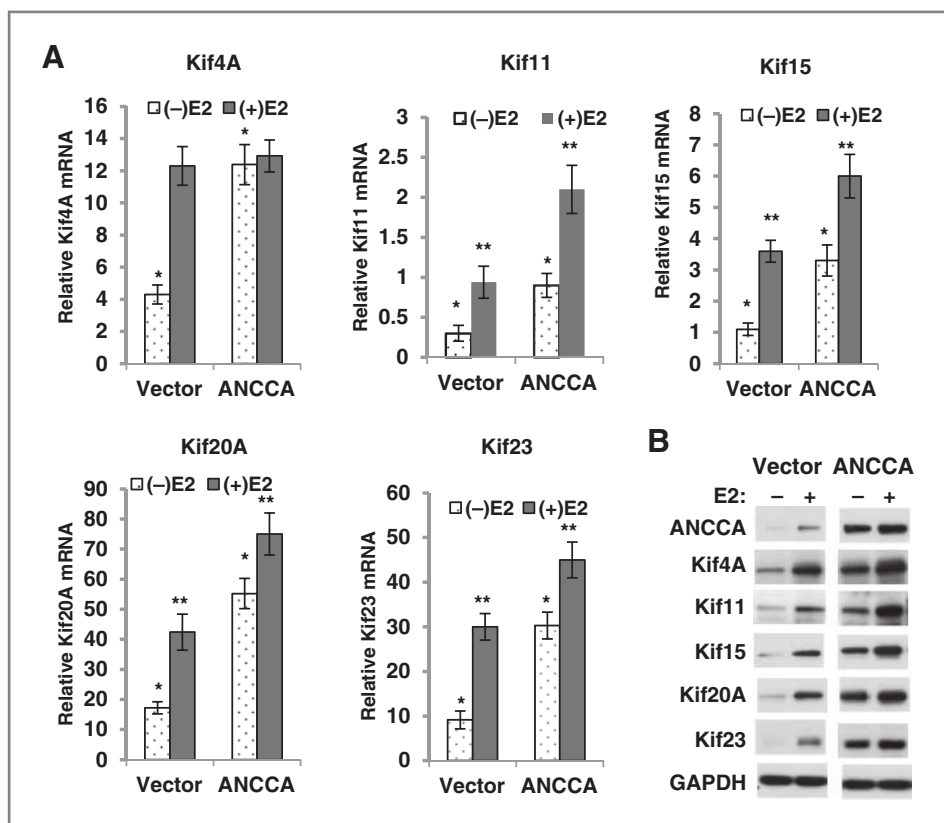 A
Kif4A
(–)E2 (+)E2
Relative Kif4A mRNA
16
14
12
10
8
6
4
2
0
*
*
Vector ANCCA
Kif11
(–)E2 (+)E2
Relative Kif11 mRNA
3
2.5
2
1.5
1
0.5
0
*
**
*
**
Vector ANCCA
Kif15
(–)E2 (+)E2
Relative Kif15 mRNA
8
7
6
5
4
3
2
1
0
*
**
*
**
Vector ANCCA
Kif20A
(–)E2 (+)E2
Relative Kif20A mRNA
90
80
70
60
50
40
30
20
10
0
*
**
*
**
Vector ANCCA
Kif23
(–)E2 (+)E2
Relative Kif23 mRNA
60
50
40
30
20
10
0
*
**
*
**
Vector ANCCA
B
Vector ANCCA
E2: – + – +
ANCCA
Kif4A
Kif11
Kif15
Kif20A
Kif23
GAPDH